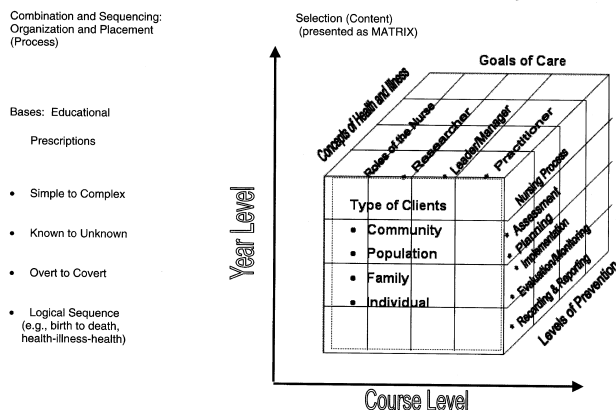 Combination and Sequencing:
Organization and Placement
(Process)
Bases: Educational
Prescriptions
• Simple to Complex
• Known to Unknown
• Overt to Covert
• Logical Sequence
(e.g., birth to death,
health-illness-health)
Selection (Content)
(presented as MATRIX)
Goals of Care
Concepts of Health and Illness
Roles of the Nurse
• Researcher
• Leader/Manager
• Practitioner
Type of Clients
• Community
• Population
• Family
• Individual
Nursing Process
• Assessment
• Planning
• Implementation
• Evaluation/Monitoring
• Recording & Reporting
Levels of Prevention
Year Level
Course Level